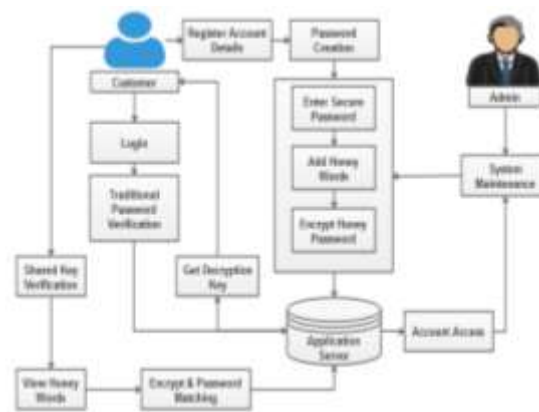 Register Account
Details
Password
Creation
Customer
Admin
Enter Secure
Password
Login
Add Honey
Words
System
Maintenance
Traditional
Password
Verification
Encrypt Honey
Password
Shared Key
Verification
Get Decryption
Key
Application
Server
Account Access
View Honey
Words
Encrypt & Password
Matching